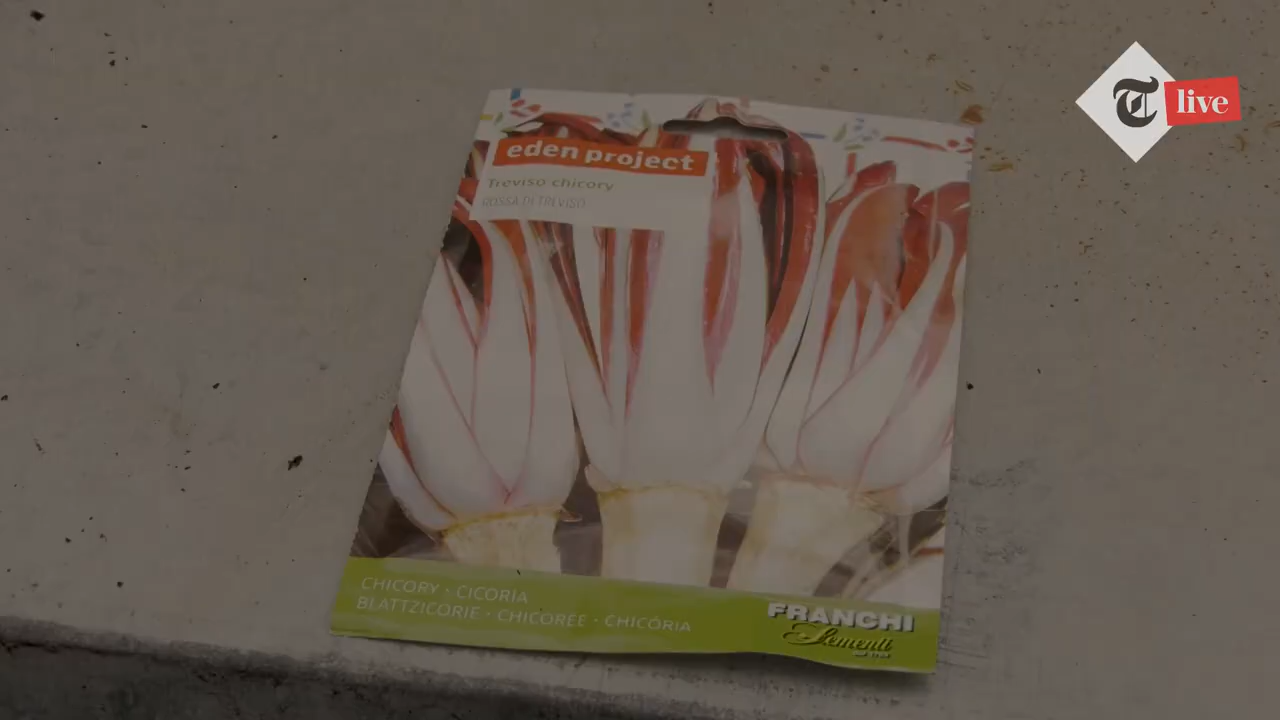 eden project
Treviso chicory
ROSSA DI TREVISO
CHICORY · CICORIA
BLATTZICORIE · CHICORÉE · CHICÓRIA
FRANCHI
Sementi
T live